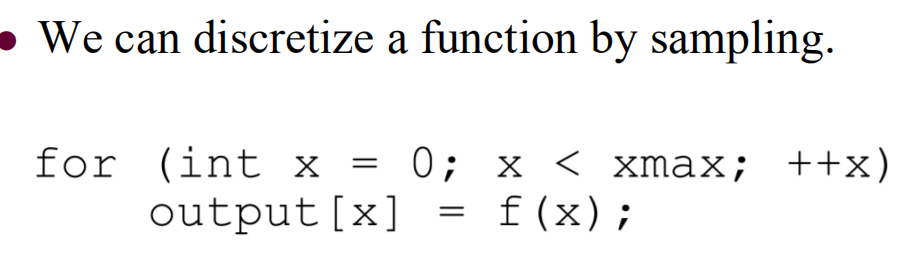 • We can discretize a function by sampling.
for (int x = 0; x < xmax; ++x)
output[x] = f(x);